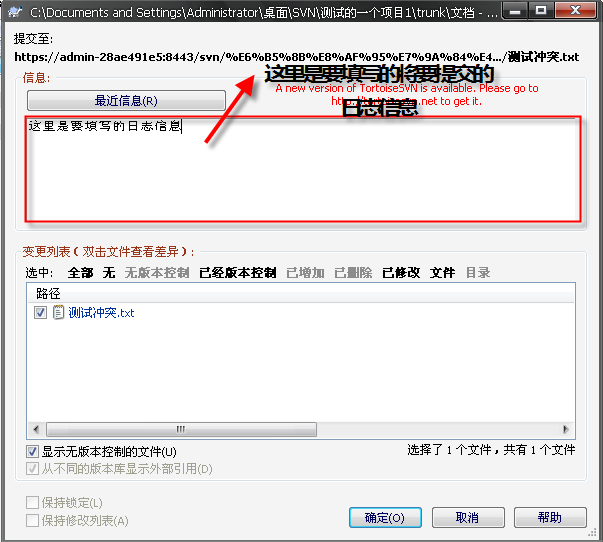 C:\Documents and Settings\Administrator\桌面\SVN\测试的一个项目1\trunk\文档 - ...
提交至:
https://admin-28ae491e5:8443/svn/%E6%B5%8B%E8%AF%95%E7%9A%84%E4.../测试冲突.txt
信息:
这里是要填写的将要提交的
日志信息
最近信息(R)
A new version of TortoiseSVN is available. Please go to
http://tortoisesvn.net to get it.
这里是要填写的日志信息
变更列表(双击文件查看差异):
选中: 全部 无 无版本控制 已经版本控制 已增加 已删除 已修改 文件 目录
路径
测试冲突.txt
显示无版本控制的文件(U)
选择了 1 个文件，共有 1 个文件
从不同的版本库显示外部引用(D)
保持锁定(L)
保持修改列表(A)
确定(O) 取消 帮助